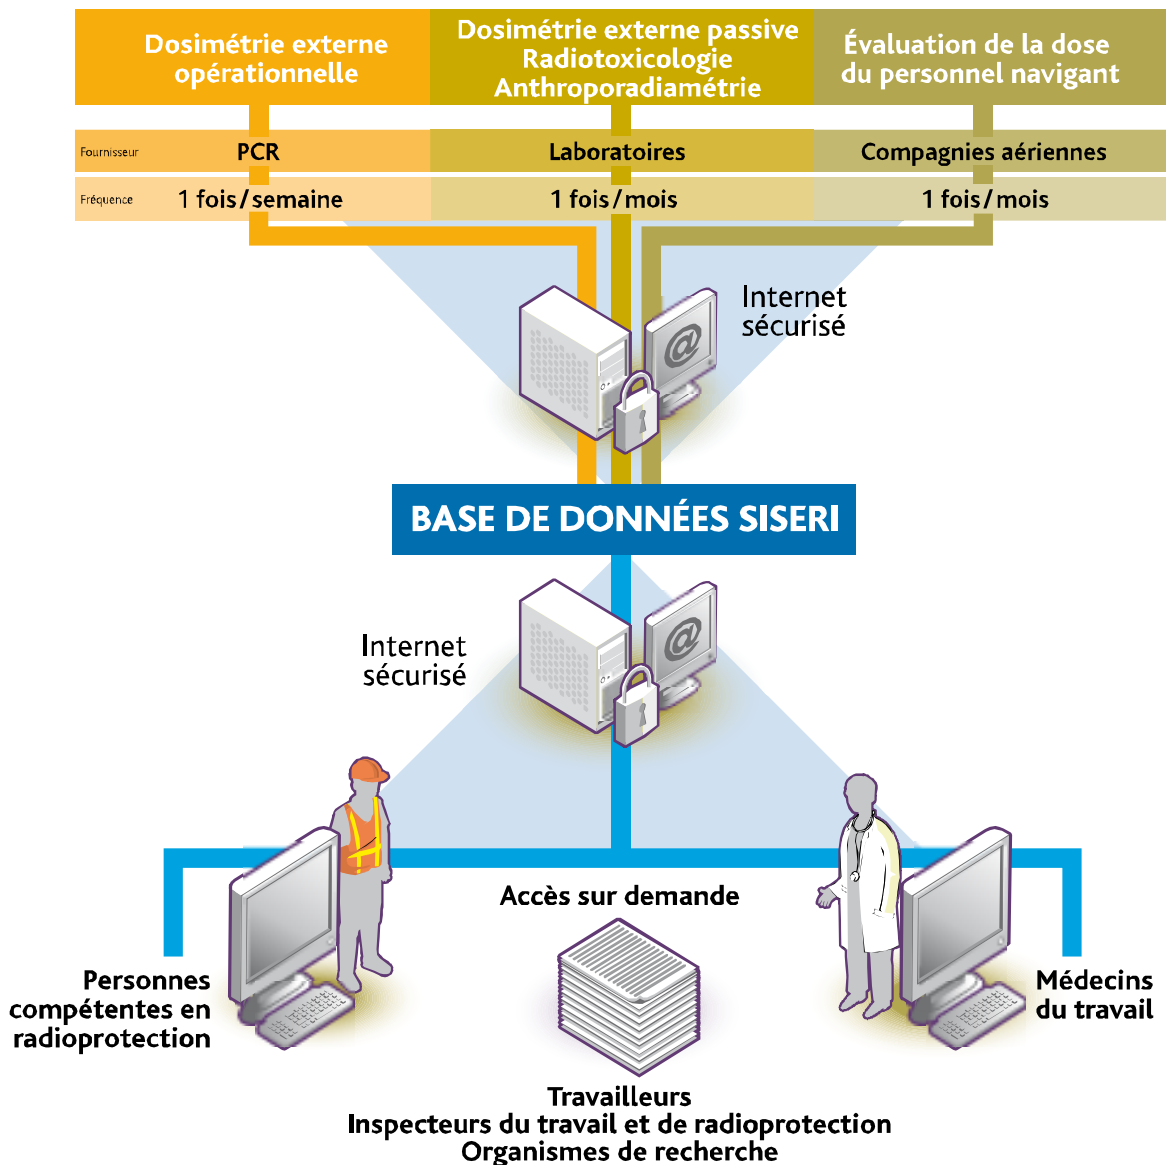 Dosimétrie externe
opérationnelle
Dosimétrie externe passive
Radiotoxicologie
Anthroporadiamétrie
Évaluation de la dose
du personnel navigant
Fournisseur
PCR
Laboratoires
Compagnies aériennes
Fréquence
1 fois/semaine
1 fois/mois
1 fois/mois
Internet
sécurisé
@
BASE DE DONNÉES SISERI
Internet
sécurisé
@
Accès sur demande
Personnes
compétentes en
radioprotection
Médecins
du travail
Travailleurs
Inspecteurs du travail et de radioprotection
Organismes de recherche